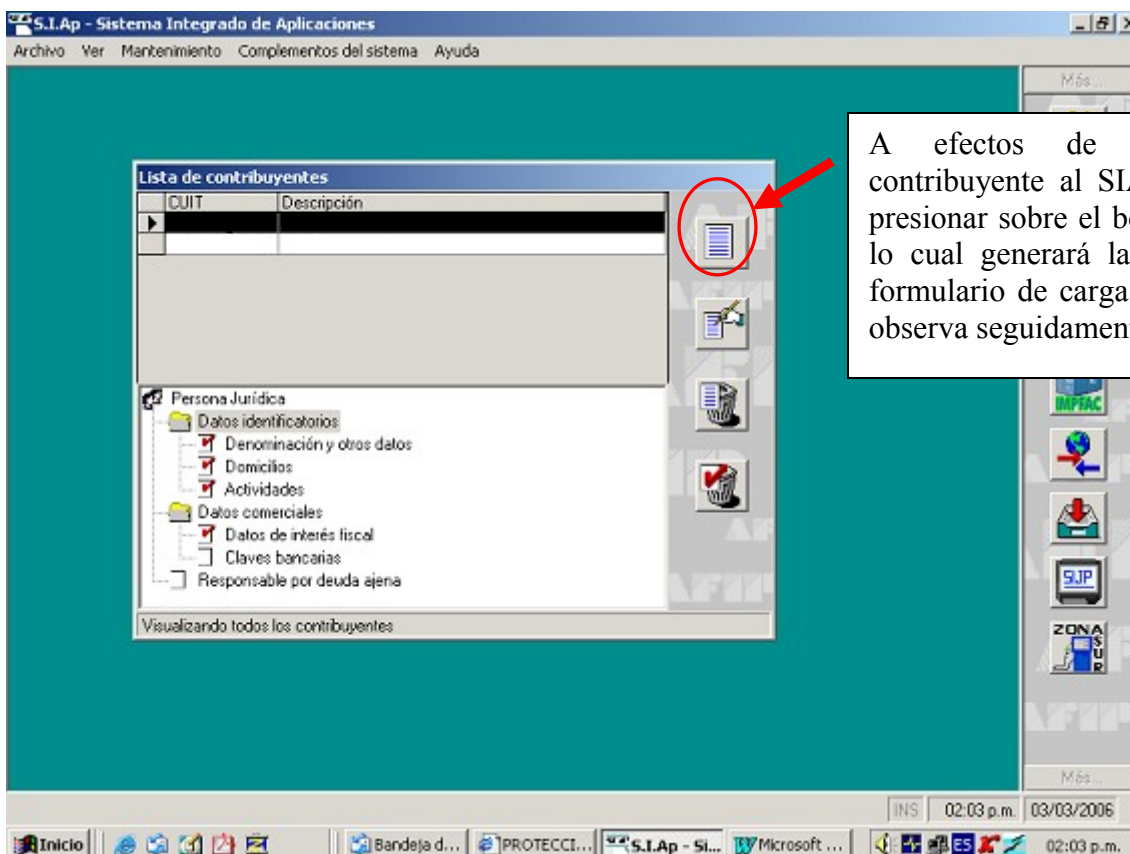 S.I.Ap - Sistema Integrado de Aplicaciones
Archivo Ver Mantenimiento Complementos del sistema Ayuda
Más...
A efectos de
contribuyente al
presionar sobre el
lo cual generará la
formulario de carga
observa
Lista de contribuyentes
CUIT Descripción
Persona Jurídica
Datos identificatorios
Denominación y otros datos
Domicilios
Actividades
Datos comerciales
Datos de interés fiscal
Claves bancarias
Responsable por deuda ajena
Visualizando todos los contribuyentes
IMPFAC
SIJP
ZONA
SUR
AFIP
Más...
INS 02:03 p.m. 03/03/2006
Inicio
Bandeja d... PROTECCI... S.I.Ap - Si... Microsoft ... ES 02:03 p.m.